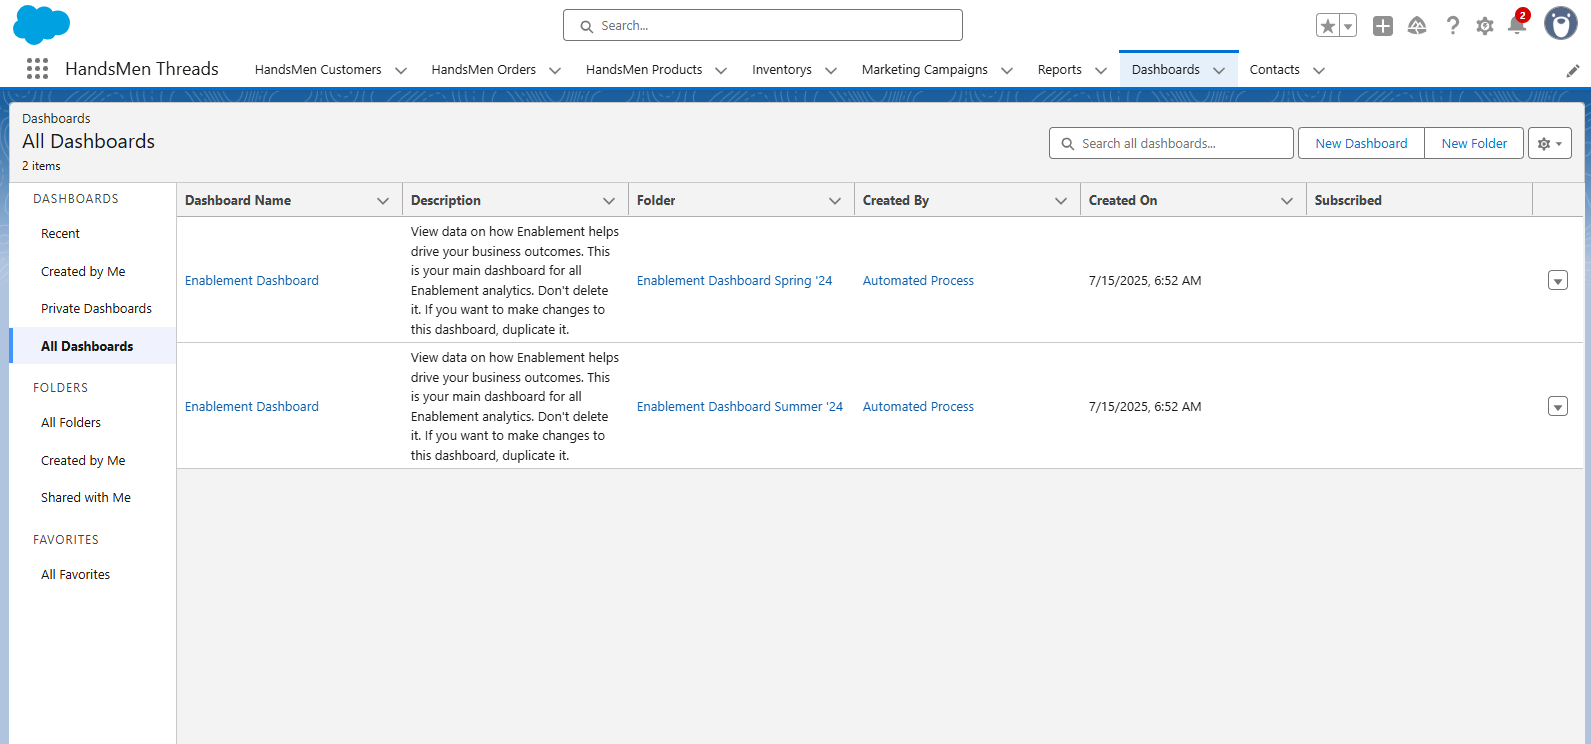 Search...
2
HandsMen Threads
HandsMen Customers
HandsMen Orders
HandsMen Products
Inventorys
Marketing Campaigns
Reports
Dashboards
Contacts
Dashboards
All Dashboards
2 items
Search all dashboards...
New Dashboard
New Folder
DASHBOARDS
Recent
Created by Me
Private Dashboards
All Dashboards
FOLDERS
All Folders
Created by Me
Shared with Me
FAVORITES
All Favorites
Dashboard Name
Description
Folder
Created By
Created On
Subscribed
Enablement Dashboard
View data on how Enablement helps
drive your business outcomes. This
is your main dashboard for all
Enablement analytics. Don't delete
it. If you want to make changes to
this dashboard, duplicate it.
Enablement Dashboard Spring '24
Automated Process
7/15/2025, 6:52 AM
Enablement Dashboard
View data on how Enablement helps
drive your business outcomes. This
is your main dashboard for all
Enablement analytics. Don't delete
it. If you want to make changes to
this dashboard, duplicate it.
Enablement Dashboard Summer '24
Automated Process
7/15/2025, 6:52 AM